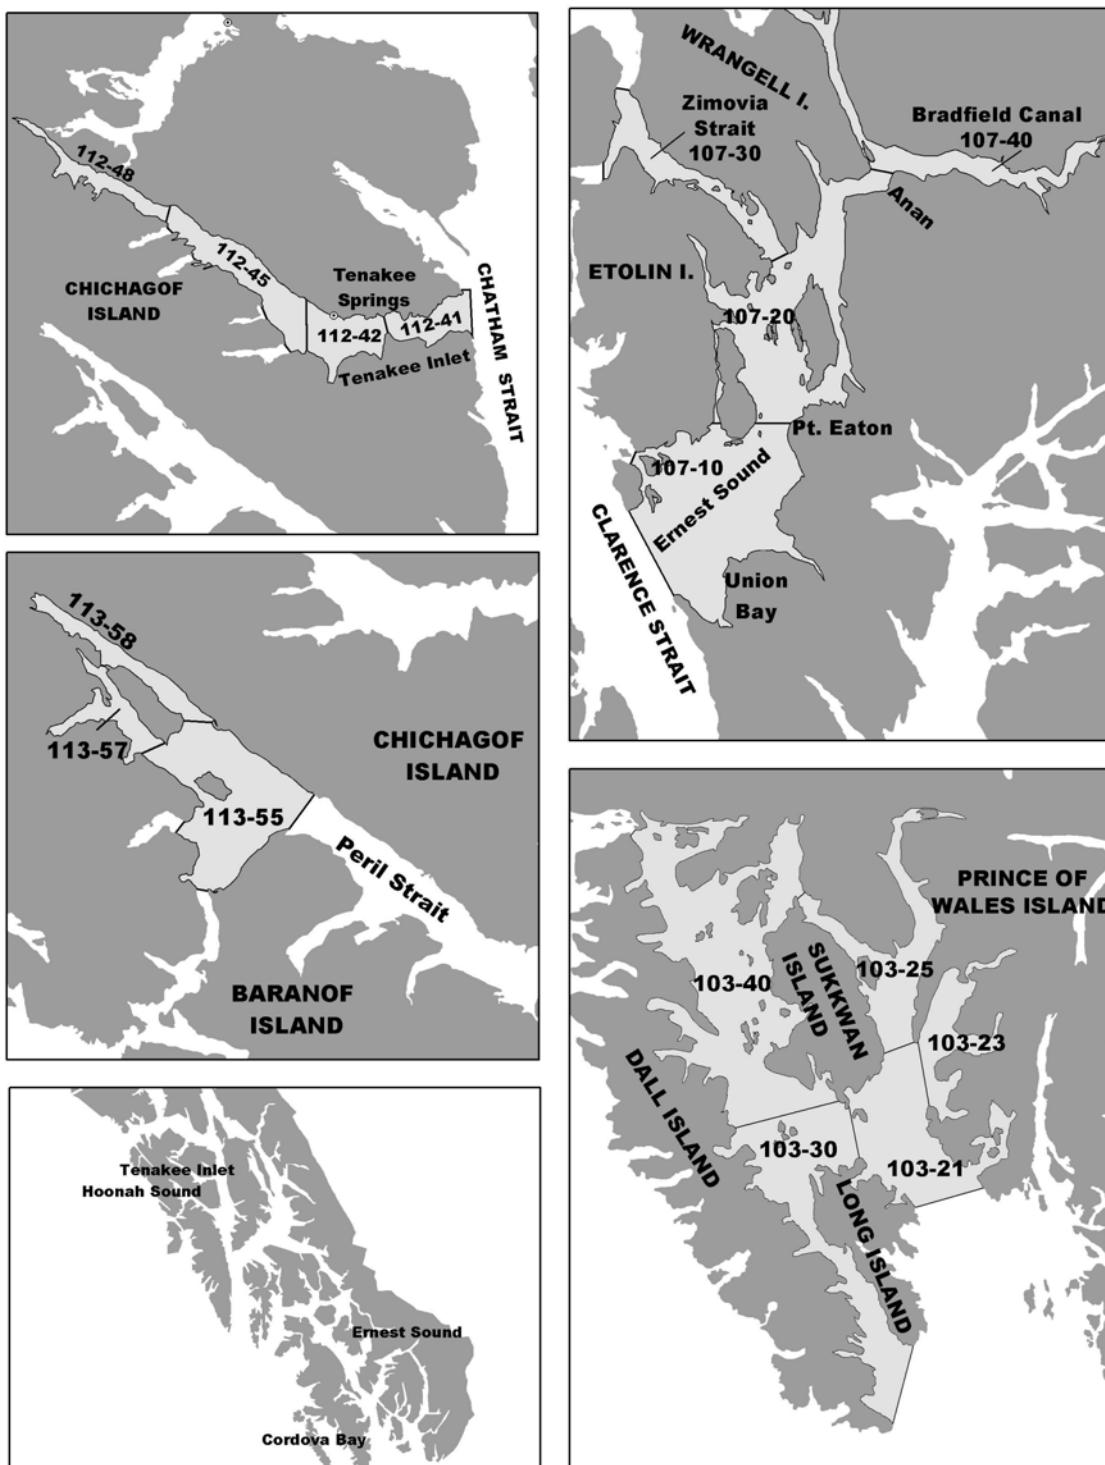 112-48
112-45
CHICHAGOF
ISLAND
Tenakee
Springs
112-42
112-41
Tenakee Inlet
CHATHAM STRAIT
WRANGELL I.
Zimovia
Strait
107-30
Bradfield Canal
107-40
Anan
ETOLIN I.
107-20
Pt. Eaton
107-10
Ernest Sound
Union
Bay
CLARENCE STRAIT
113-58
113-57
CHICHAGOF
ISLAND
113-55
Peril Strait
BARANOF
ISLAND
PRINCE OF
WALES ISLAND
SUKKWAN
ISLAND
103-25
103-40
103-23
DALL ISLAND
103-30
103-21
LONG ISLAND
Tenakee Inlet
Hoonah Sound
Ernest Sound
Cordova Bay